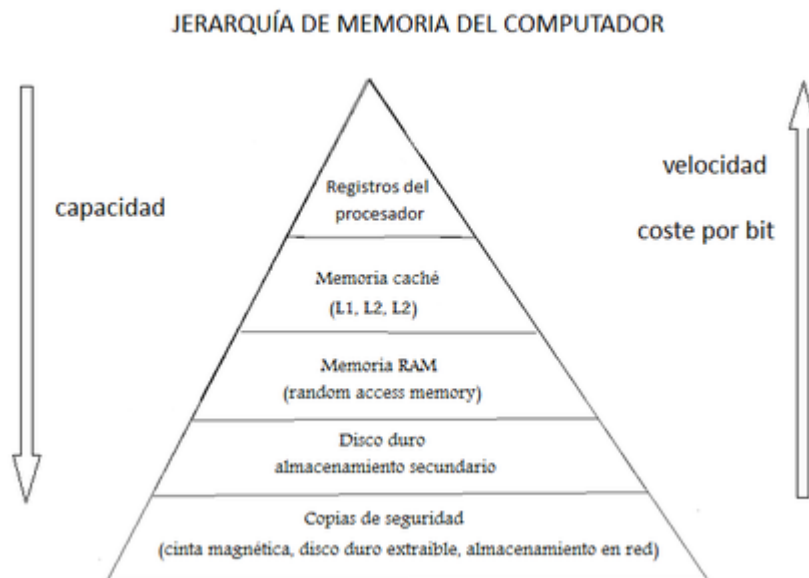 JERARQUÍA DE MEMORIA DEL COMPUTADOR
capacidad
velocidad
coste por bit
Registros del
procesador
Memoria caché
(L1, L2, L2)
Memoria RAM
(random access memory)
Disco duro
almacenamiento secundario
Copias de seguridad
(cinta magnética, disco duro extraible, almacenamiento en red)